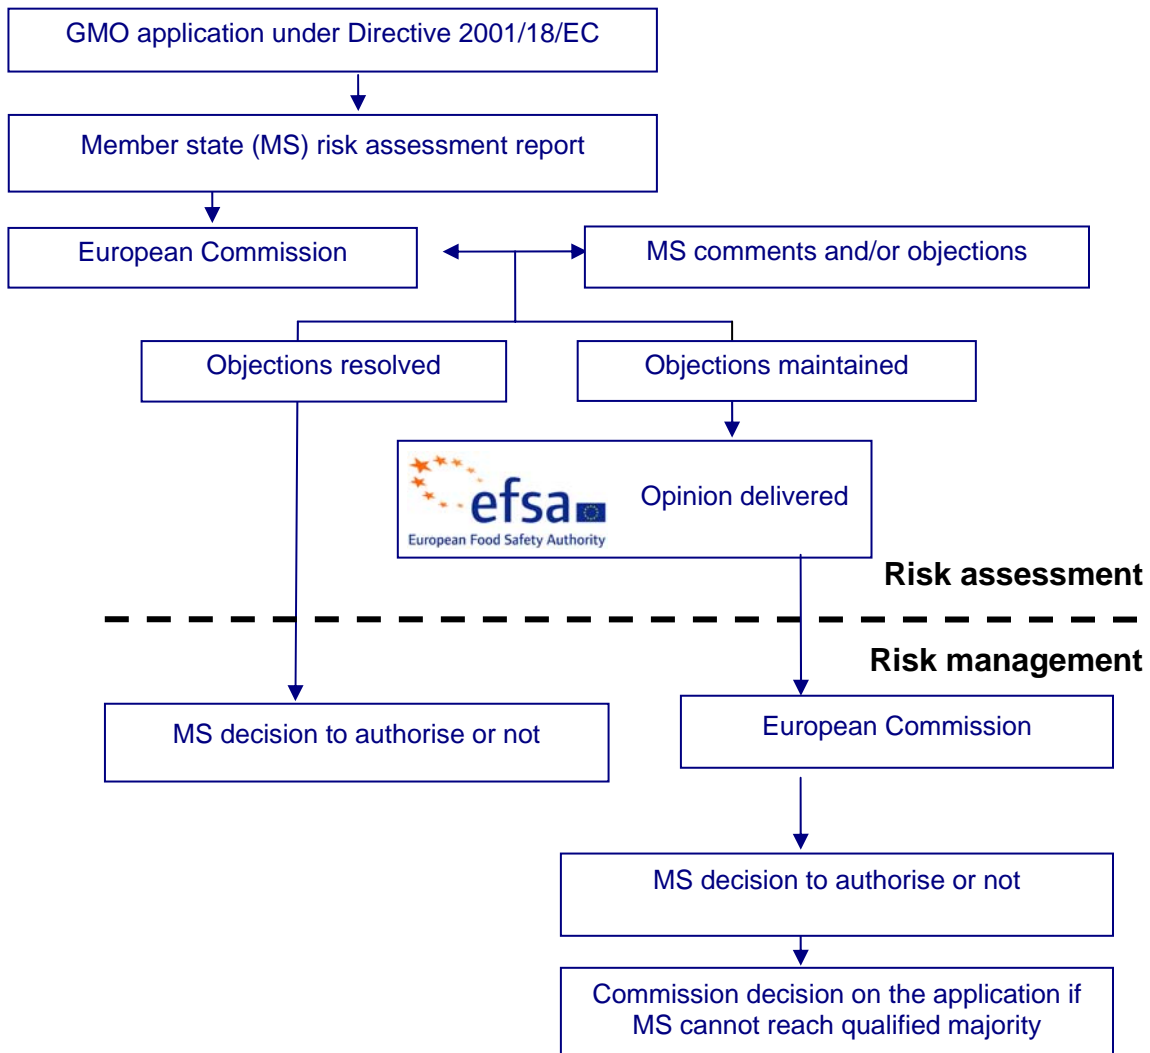 GMO application under Directive 2001/18/EC
Member state (MS) risk assessment report
European Commission
MS comments and/or objections
Objections resolved
Objections maintained
efsa
European Food Safety Authority
Opinion delivered
Risk assessment
Risk management
MS decision to authorise or not
European Commission
MS decision to authorise or not
Commission decision on the application if
MS cannot reach qualified majority